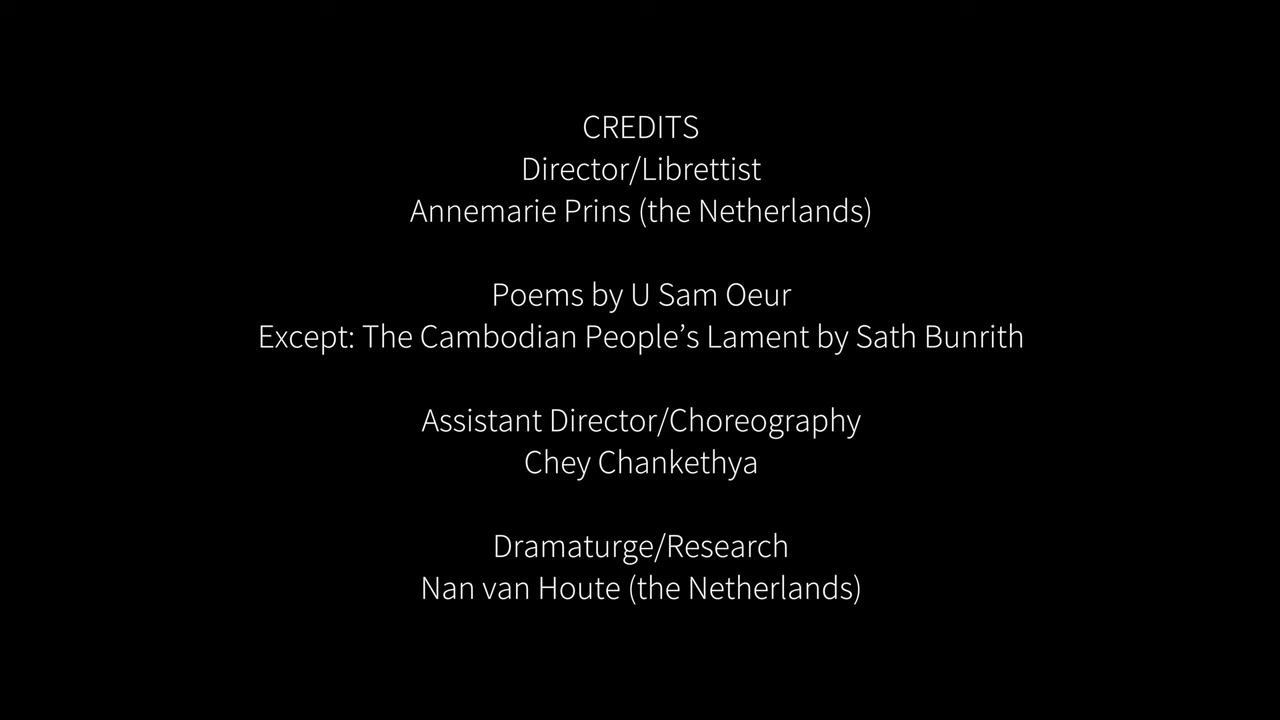 CREDITS
Director/Librettist
Annemarie Prins (the Netherlands)
Poems by U Sam Oeur
Except: The Cambodian People’s Lament by Sath Bunrith
Assistant Director/Choreography
Chey Chankethya
Dramaturge/Research
Nan van Houte (the Netherlands)